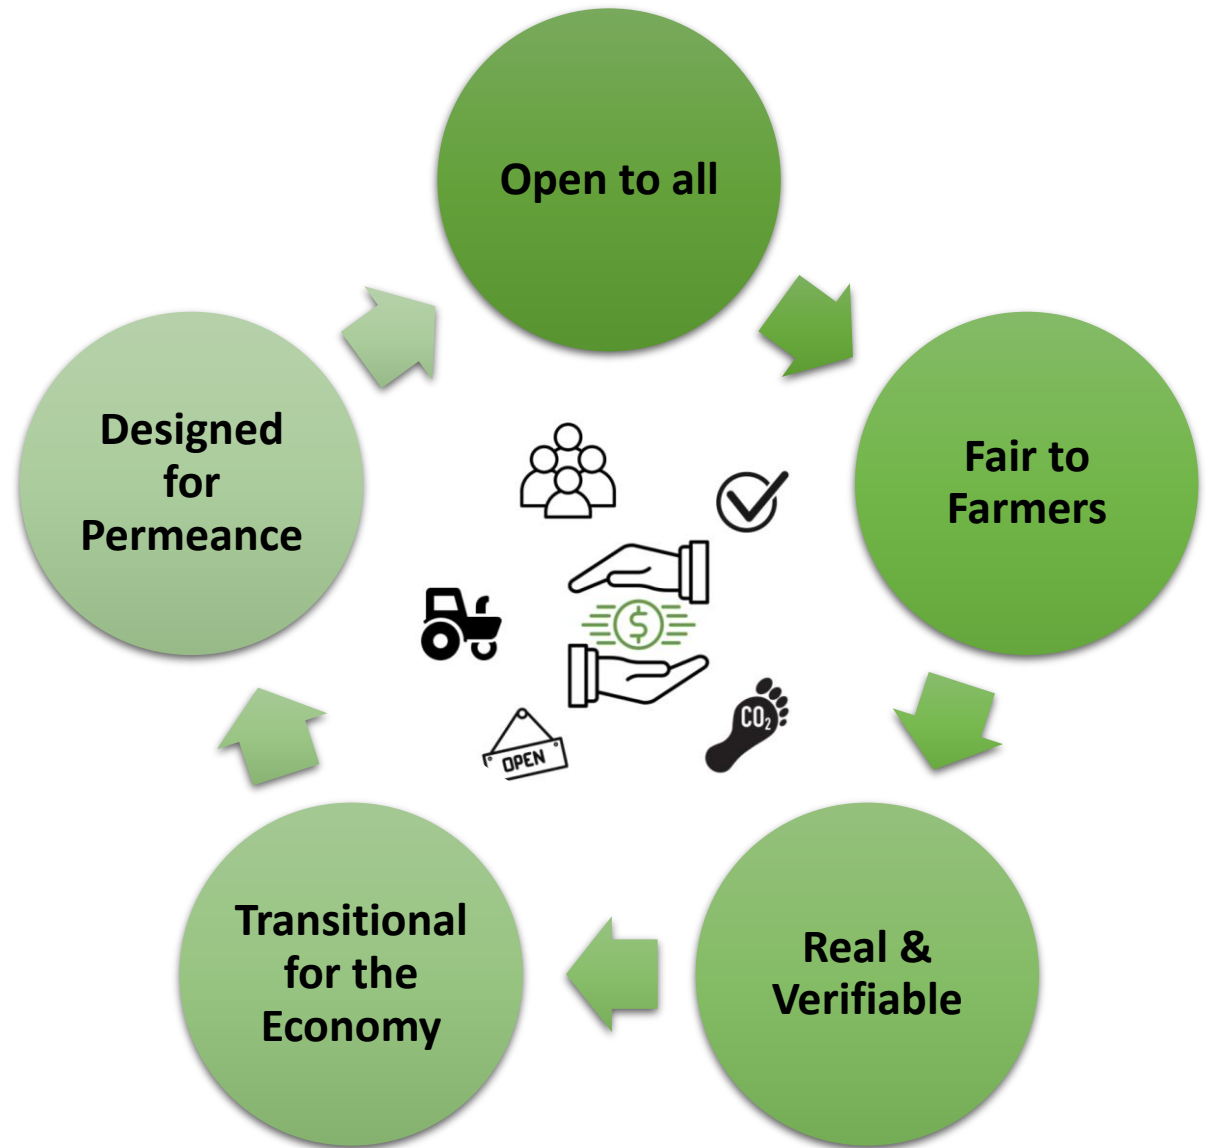 Open to all
Fair to
Farmers
Real &
Verifiable
Transitional
for the
Economy
Designed
for
Permeance
$
CO₂
OPEN